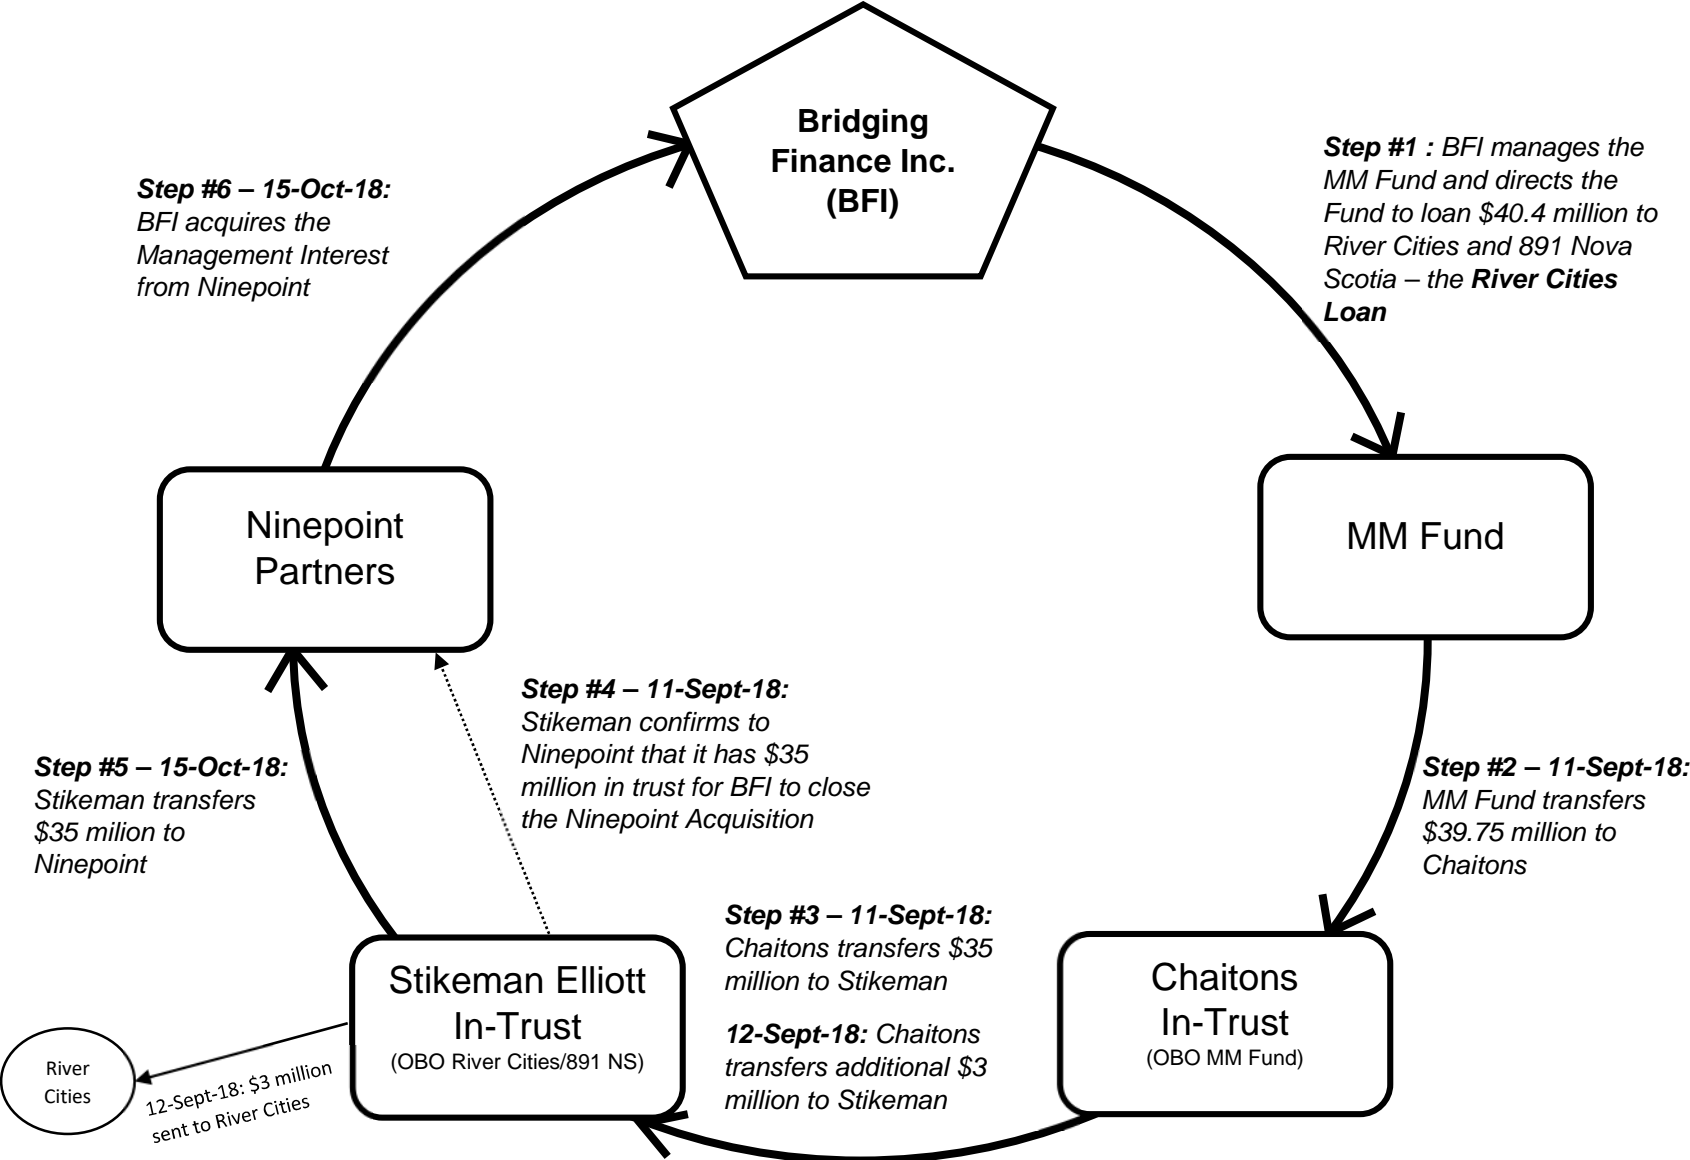 Bridging
Finance Inc.
(BFI)
Step #1 : BFI manages the
MM Fund and directs the
Fund to loan $40.4 million to
River Cities and 891 Nova
Scotia – the River Cities
Loan
Step #6 – 15-Oct-18:
BFI acquires the
Management Interest
from Ninepoint
Ninepoint
Partners
MM Fund
Step #4 – 11-Sept-18:
Stikeman confirms to
Ninepoint that it has $35
million in trust for BFI to close
the Ninepoint Acquisition
Step #5 – 15-Oct-18:
Stikeman transfers
$35 milion to
Ninepoint
Step #2 – 11-Sept-18:
MM Fund transfers
$39.75 million to
Chaitons
Step #3 – 11-Sept-18:
Chaitons transfers $35
million to Stikeman
12-Sept-18: Chaitons
transfers additional $3
million to Stikeman
Stikeman Elliott
In-Trust
(OBO River Cities/891 NS)
Chaitons
In-Trust
(OBO MM Fund)
River
Cities
12-Sept-18: $3 million
sent to River Cities